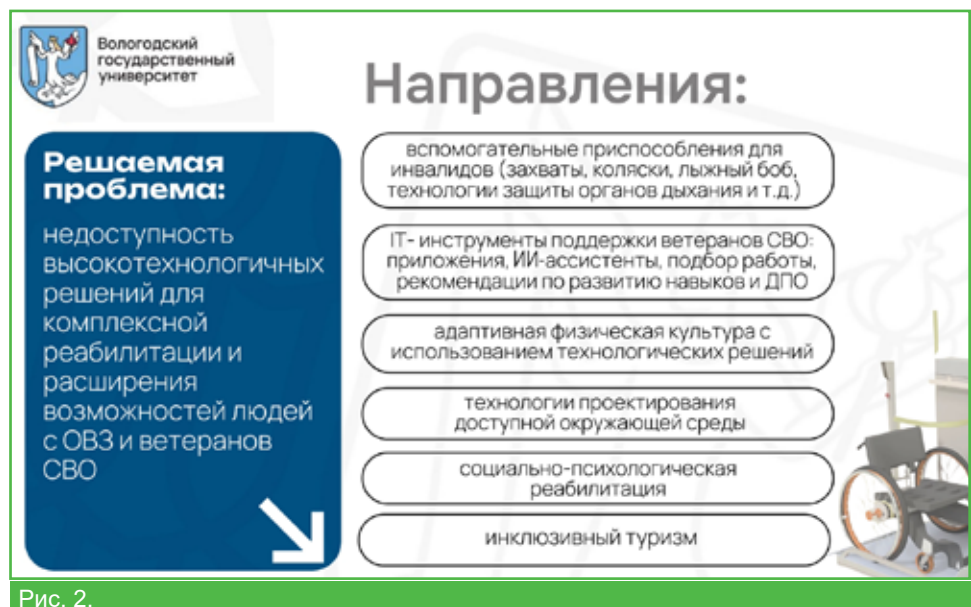 Вологодский
государственный
университет
Направления:
Решаемая
проблема:
недоступность
высокотехнологичных
решений для
комплексной
реабилитации и
расширения
возможностей людей
с ОВЗ и ветеранов
СВО
вспомогательные приспособления для
инвалидов (захваты, коляски, лыжный боб,
технологии защиты органов дыхания и т.д.)
IT- инструменты поддержки ветеранов СВО:
приложения, ИИ-ассистенты, подбор работы,
рекомендации по развитию навыков и ДПО
адаптивная физическая культура с
использованием технологических решений
технологии проектирования
доступной окружающей среды
социально-психологическая
реабилитация
инклюзивный туризм
Рис. 2.